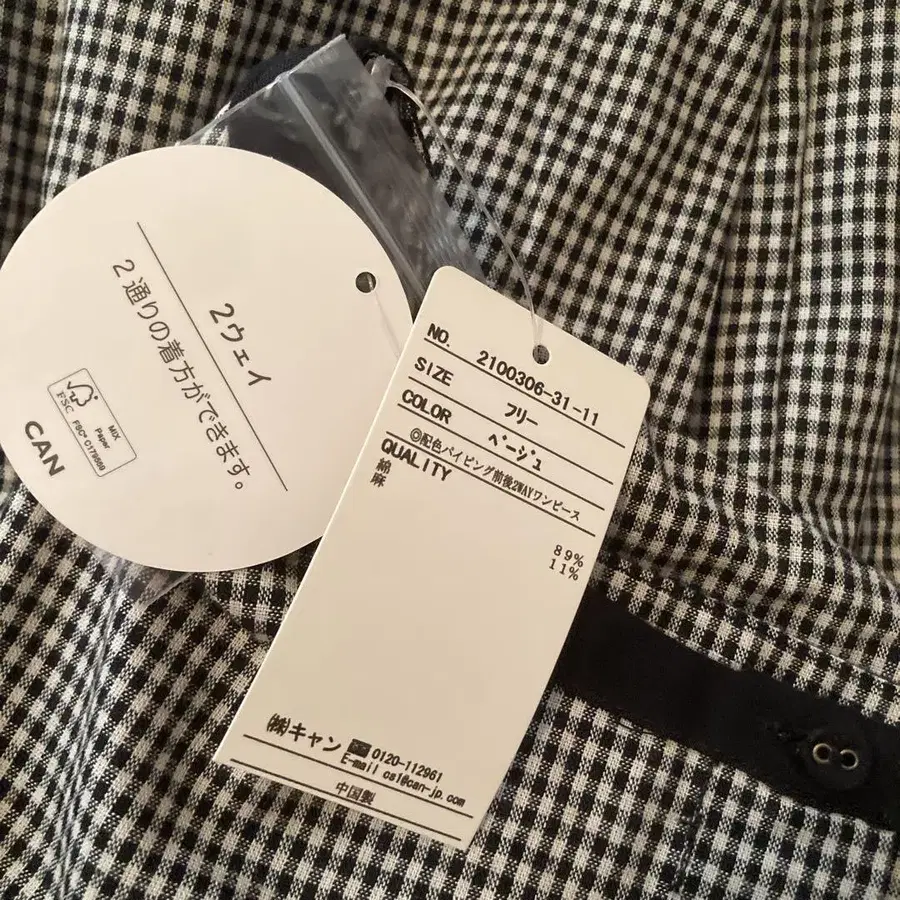 2ウェイ
2通りの着方ができます。
FSC
MIX
Paper
FSC® C179569
CAN
NO. 2100306-31-11
SIZE フリー
COLOR ベージュ
◎配色パイピング前後2WAYワンピース
QUALITY
綿 89%
麻 11%
㈱キャン 0120-112961
E-mail cs1@can-jp.com
中国製